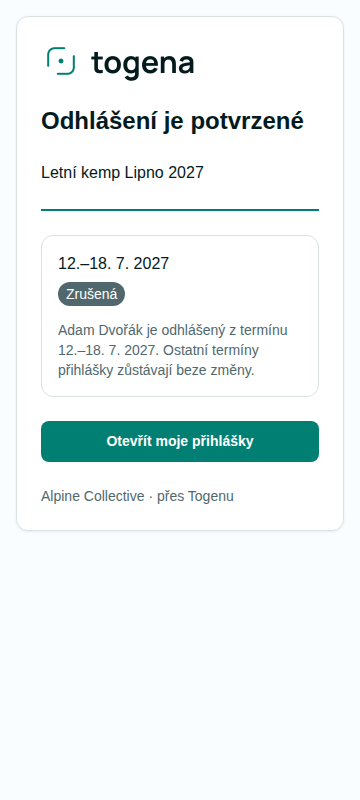 togena
Odhlášení je potvrzené
Letní kemp Lipno 2027
12.–18. 7. 2027
Zrušená
Adam Dvořák je odhlášený z termínu
12.–18. 7. 2027. Ostatní termíny
přihlášky zůstávají beze změny.
Otevřít moje přihlášky
Alpine Collective · přes Togenu